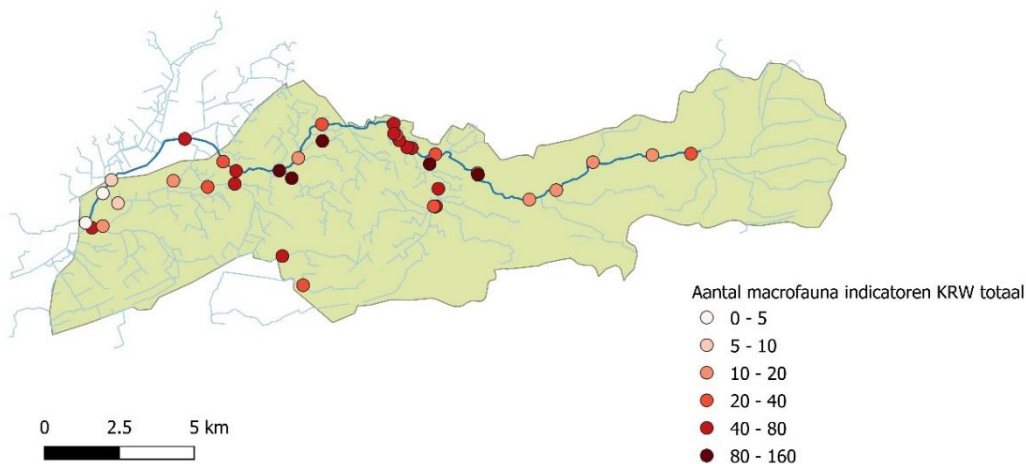 Aantal macrofauna indicatoren KRW totaal
0 - 5
5 - 10
10 - 20
20 - 40
40 - 80
80 - 160
0 2.5 5 km